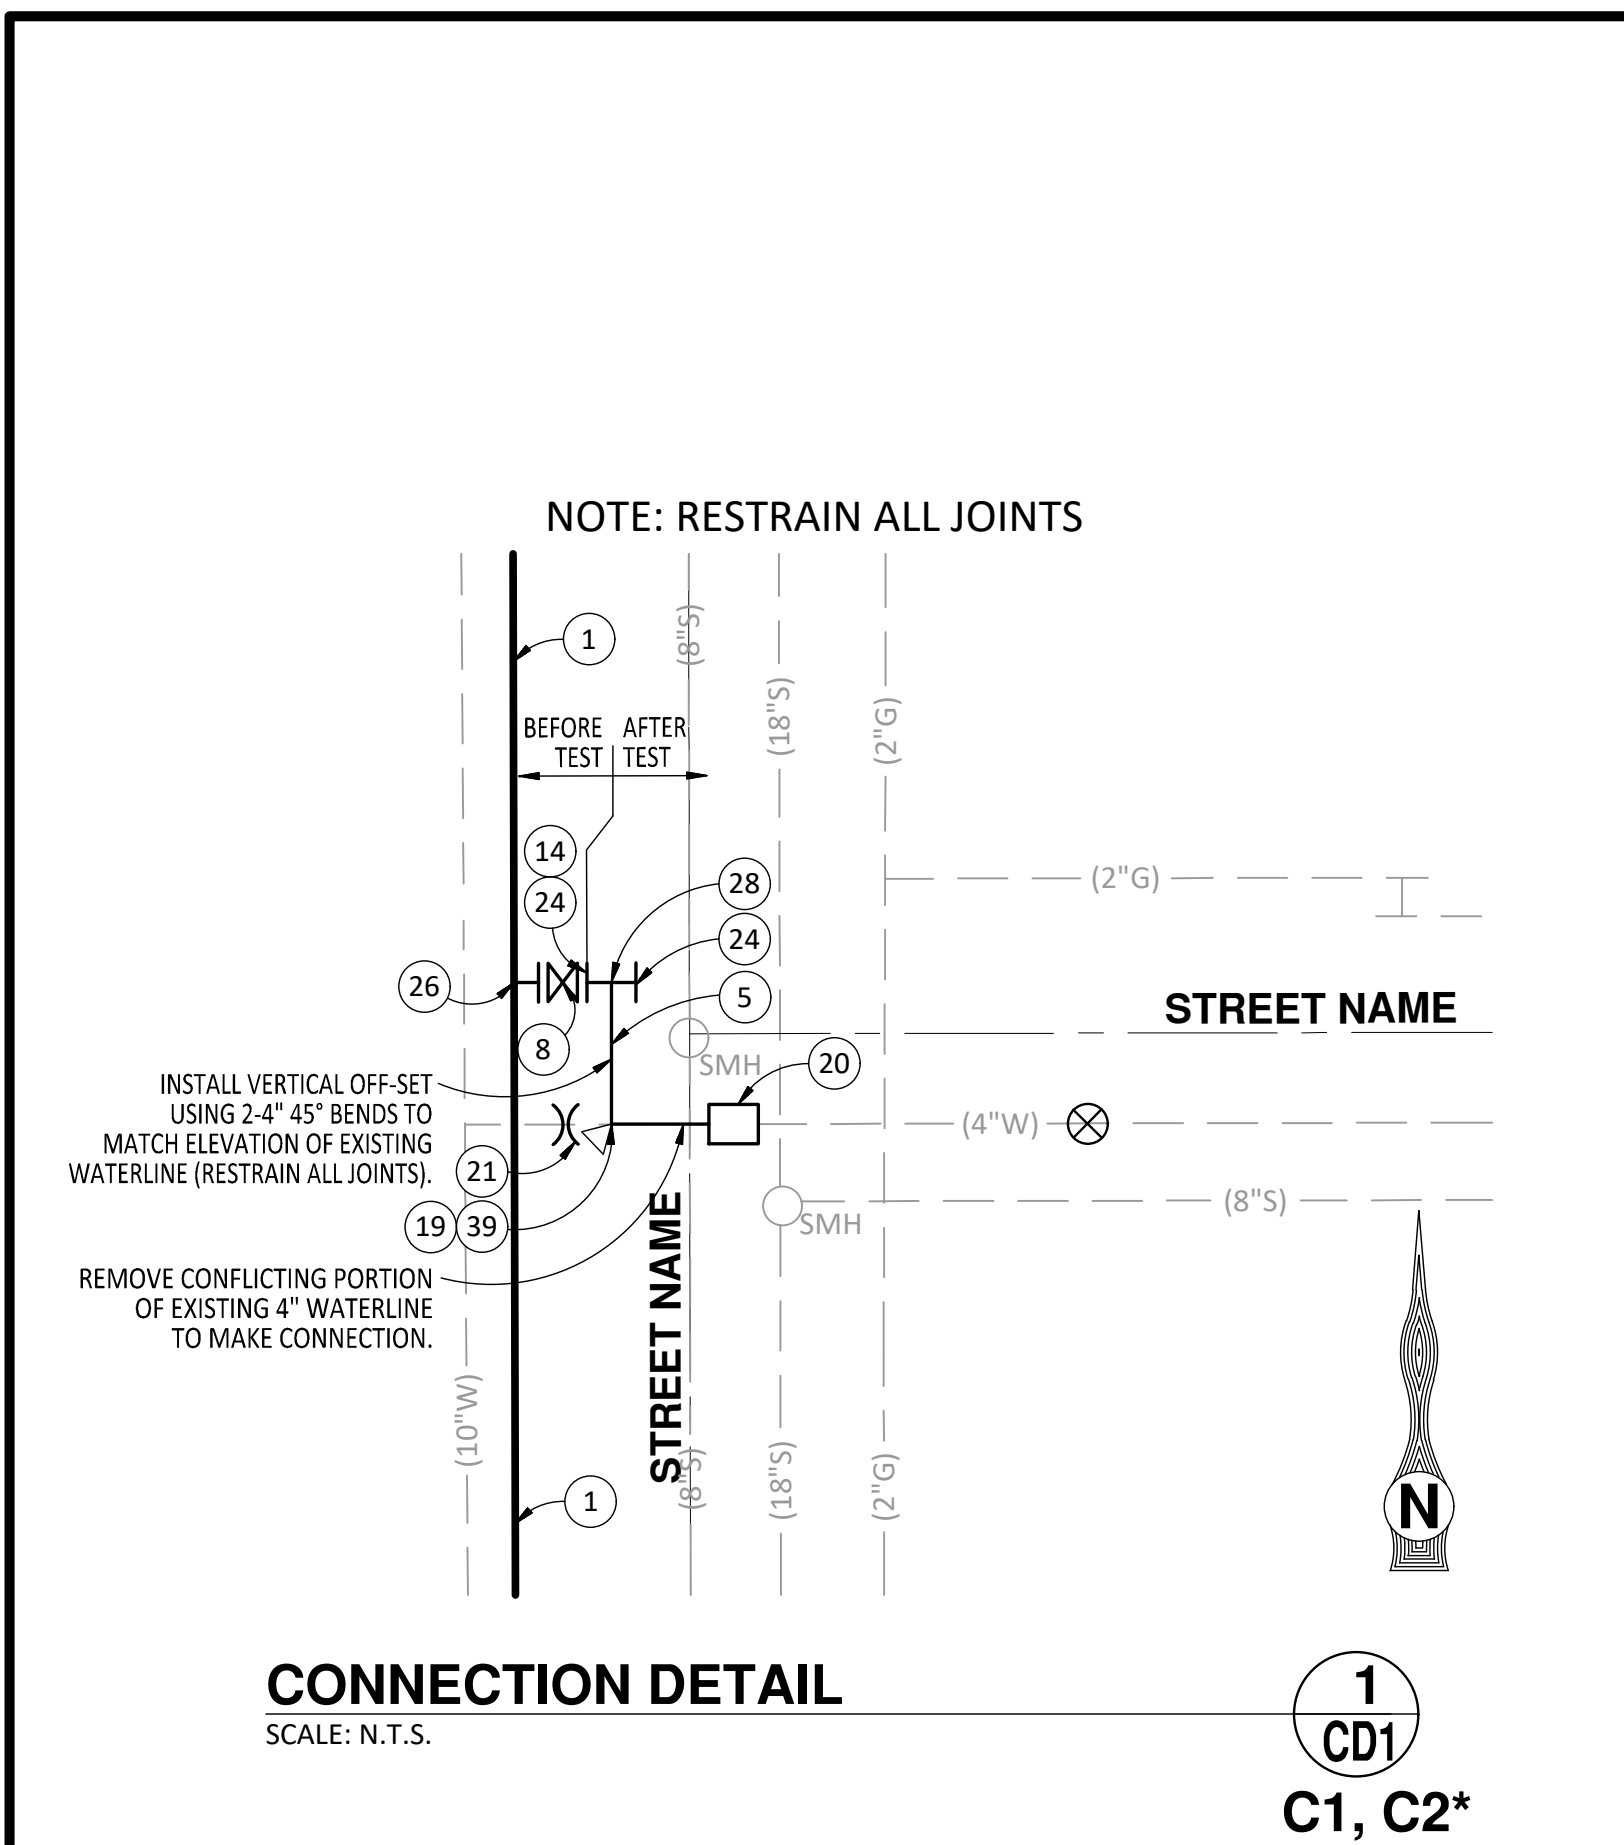 NOTE: RESTRAIN ALL JOINTS
(8"S)
1
(18"S)
(2"G)
BEFORE AFTER
TEST TEST
14
28
(2"G)
24
24
26
5
STREET NAME
8
SMH
20
INSTALL VERTICAL OFF-SET
USING 2-4" 45° BENDS TO
MATCH ELEVATION OF EXISTING
WATERLINE (RESTRAIN ALL JOINTS).
(4"W)
21
(8"S)
19
39
SMH
REMOVE CONFLICTING PORTION
OF EXISTING 4" WATERLINE
TO MAKE CONNECTION.
STREET NAME
(10"W)
(8"S)
(18"S)
(2"G)
1
N
CONNECTION DETAIL
SCALE: N.T.S.
1
CD1
C1, C2*